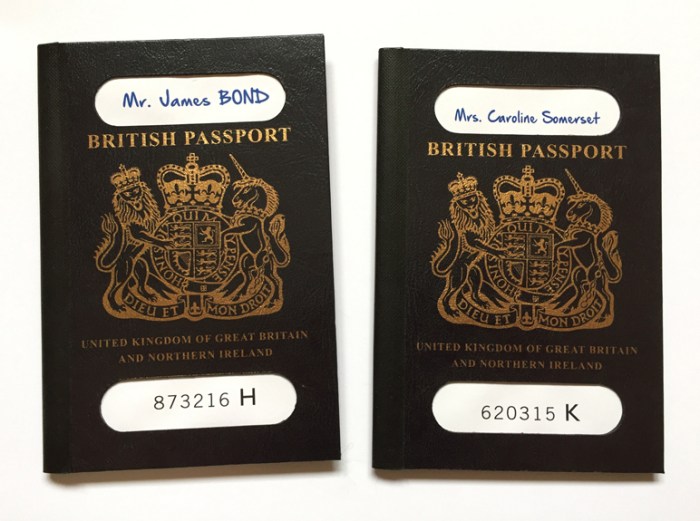 Mr. James BOND
BRITISH PASSPORT
DIEU ET MON DROIT
UNITED KINGDOM OF GREAT BRITAIN
AND NORTHERN IRELAND
873216 H
Mrs. Caroline Somerset
BRITISH PASSPORT
DIEU ET MON DROIT
UNITED KINGDOM OF GREAT BRITAIN
AND NORTHERN IRELAND
620315 K